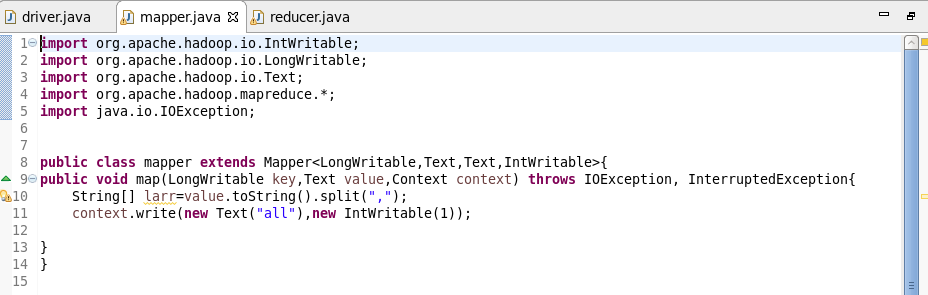 driver.java mapper.java reducer.java
1 import org.apache.hadoop.io.IntWritable;
2 import org.apache.hadoop.io.LongWritable;
3 import org.apache.hadoop.io.Text;
4 import org.apache.hadoop.mapreduce.*;
5 import java.io.IOException;
6
7
8 public class mapper extends Mapper<LongWritable,Text,Text,IntWritable>{
9 public void map(LongWritable key,Text value,Context context) throws IOException, InterruptedException{
10     String[] larr=value.toString().split(",");
11     context.write(new Text("all"),new IntWritable(1));
12
13 }
14 }
15